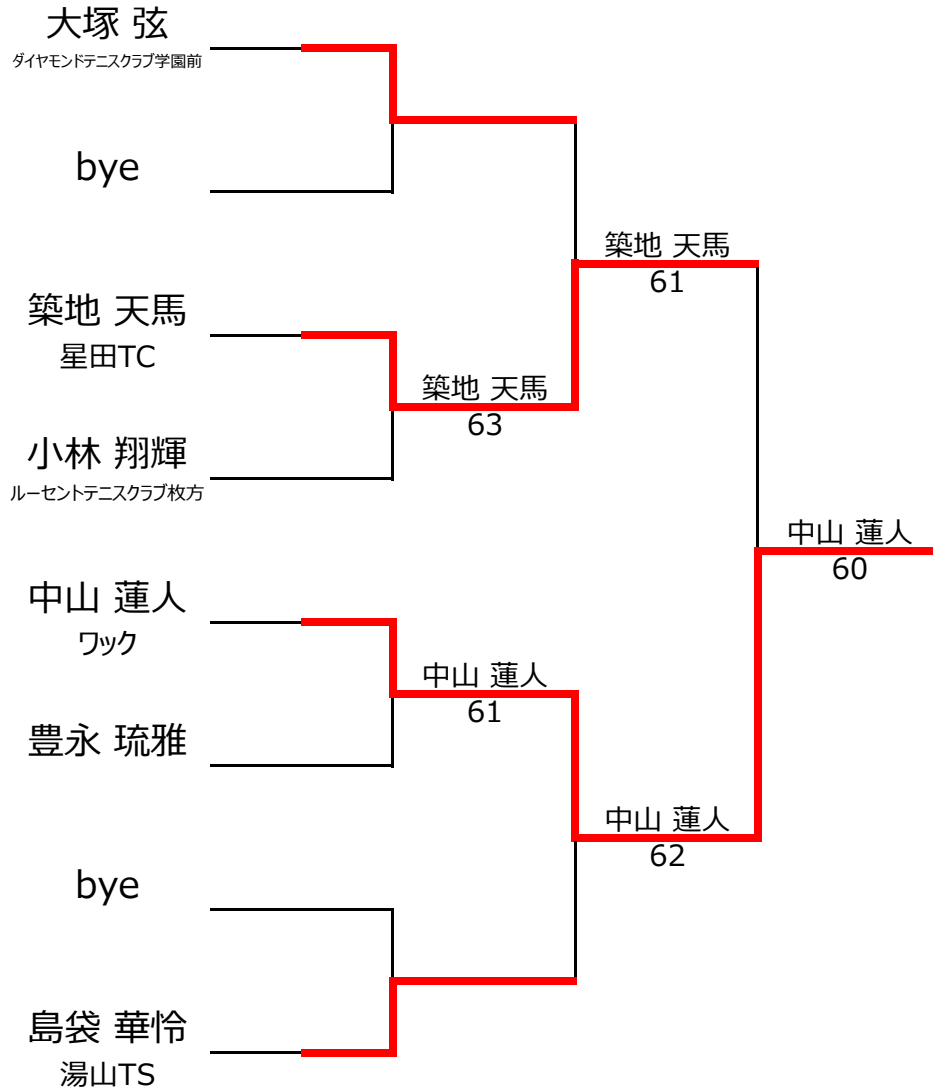 大塚 弦
ダイヤモンドテニスクラブ学園前
bye
築地 天馬
61
築地 天馬
星田TC
築地 天馬
63
小林 翔輝
ルーセントテニスクラブ枚方
中山 蓮人
60
中山 蓮人
ワック
中山 蓮人
61
豊永 琉雅
中山 蓮人
62
bye
島袋 華怜
湯山TS